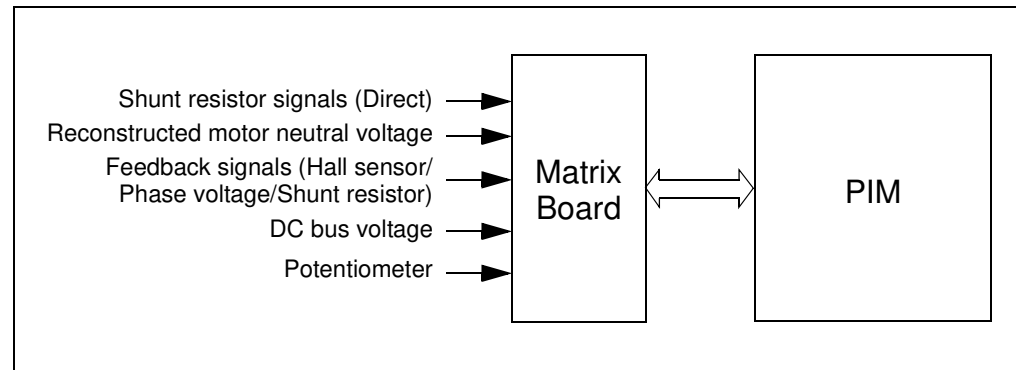 Shunt resistor signals (Direct)
Reconstructed motor neutral voltage
Feedback signals (Hall sensor/
Phase voltage/Shunt resistor)
DC bus voltage
Potentiometer
Matrix
Board
PIM